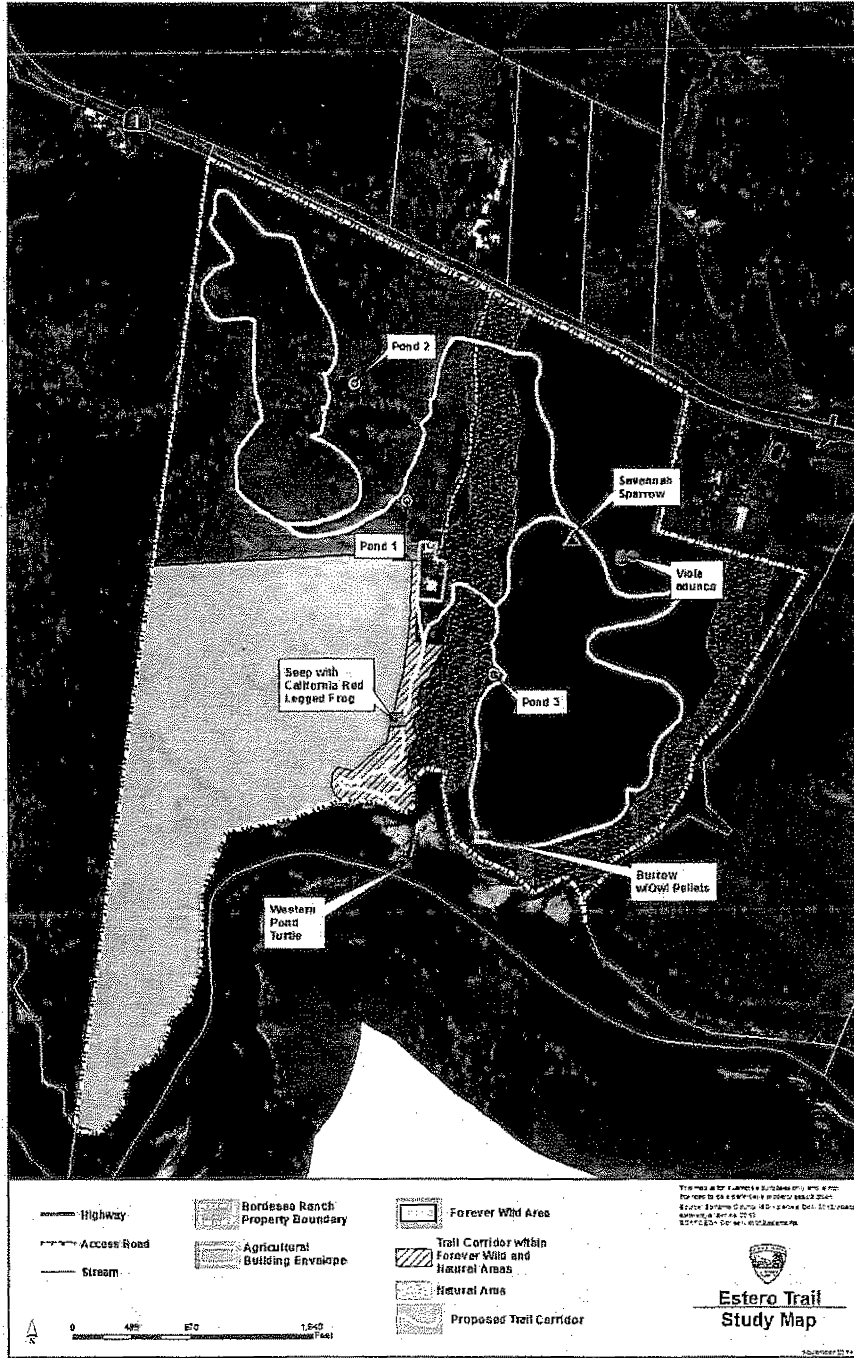 1
Pond 2
Savannah
Sparrow
Pond 1
Viola
adunca
Seep with
California Red
Legged Frog
Pond 3
Burrow
w/Owl Pellets
Western
Pond
Turtle
Highway
Access Road
Stream
Bordessa Ranch
Property Boundary
Agricultural
Building Envelope
Forever Wild Area
Trail Corridor within
Forever Wild and
Natural Areas
Natural Area
Proposed Trail Corridor
N
0
Feet
Estero Trail
Study Map